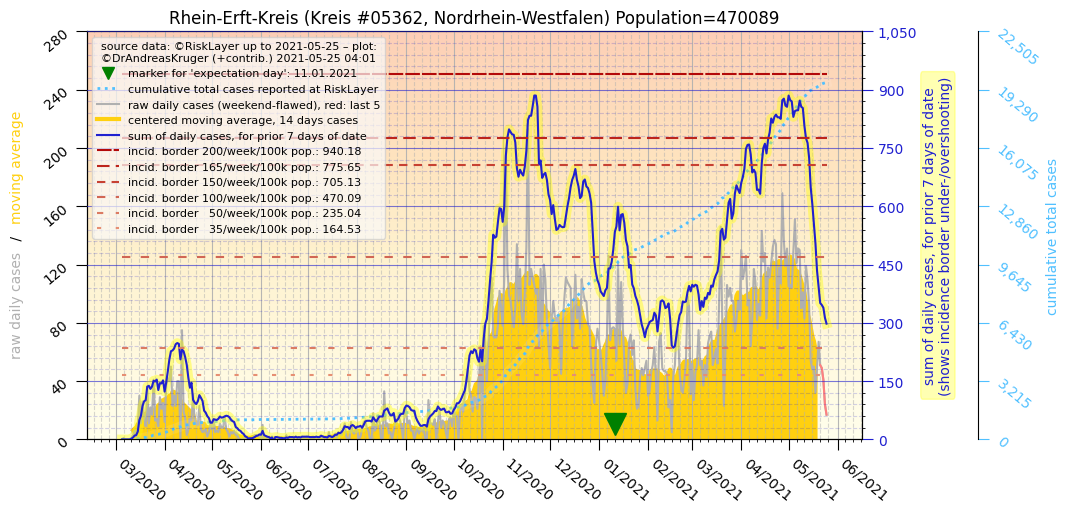 Rhein-Erft-Kreis (Kreis #05362, Nordrhein-Westfalen) Population=470089
source data: ©RiskLayer up to 2021-05-25 – plot:
©DrAndreasKruger (+contrib.) 2021-05-25 04:01
marker for 'expectation day': 11.01.2021
cumulative total cases reported at RiskLayer
raw daily cases (weekend-flawed), red: last 5
centered moving average, 14 days cases
sum of daily cases, for prior 7 days of date
incid. border 200/week/100k pop.: 940.18
incid. border 165/week/100k pop.: 775.65
incid. border 150/week/100k pop.: 705.13
incid. border 100/week/100k pop.: 470.09
incid. border   50/week/100k pop.: 235.04
incid. border   35/week/100k pop.: 164.53
raw daily cases  /  moving average
280
240
200
160
120
80
40
0
03/2020
04/2020
05/2020
06/2020
07/2020
08/2020
09/2020
10/2020
11/2020
12/2020
01/2021
02/2021
03/2021
04/2021
05/2021
06/2021
1,050
900
750
600
450
300
150
0
sum of daily cases, for prior 7 days of date
(shows incidence border under-/overshooting)
22,505
19,290
16,075
12,860
9,645
6,430
3,215
0
cumulative total cases